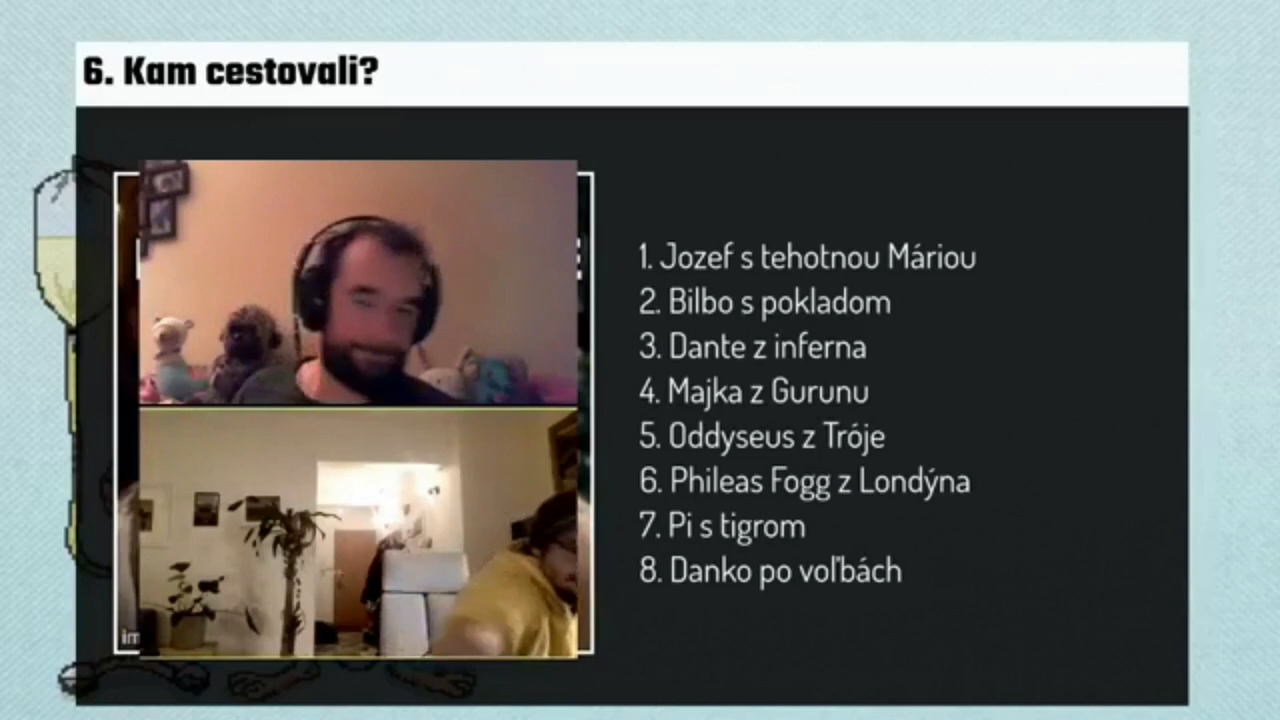 6. Kam cestovali?
1. Jozef s tehotnou Máriou
2. Bilbo s pokladom
3. Dante z inferna
4. Majka z Gurunu
5. Oddyseus z Tróje
6. Phileas Fogg z Londýna
7. Pi s tigrom
8. Danko po voľbách